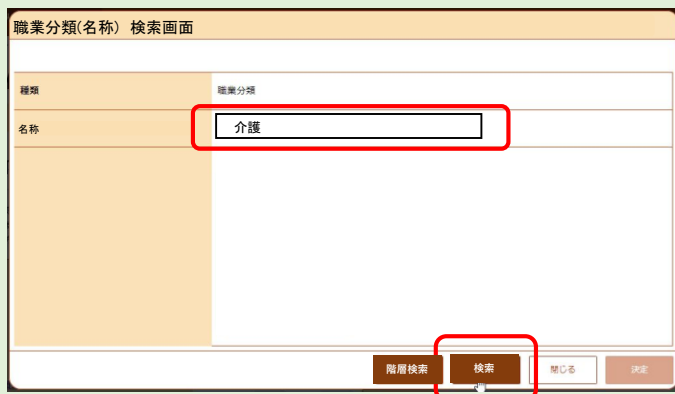 職業分類(名称) 検索画面
種類
職業分類
名称
介護
階層検索
検索
閉じる
決定